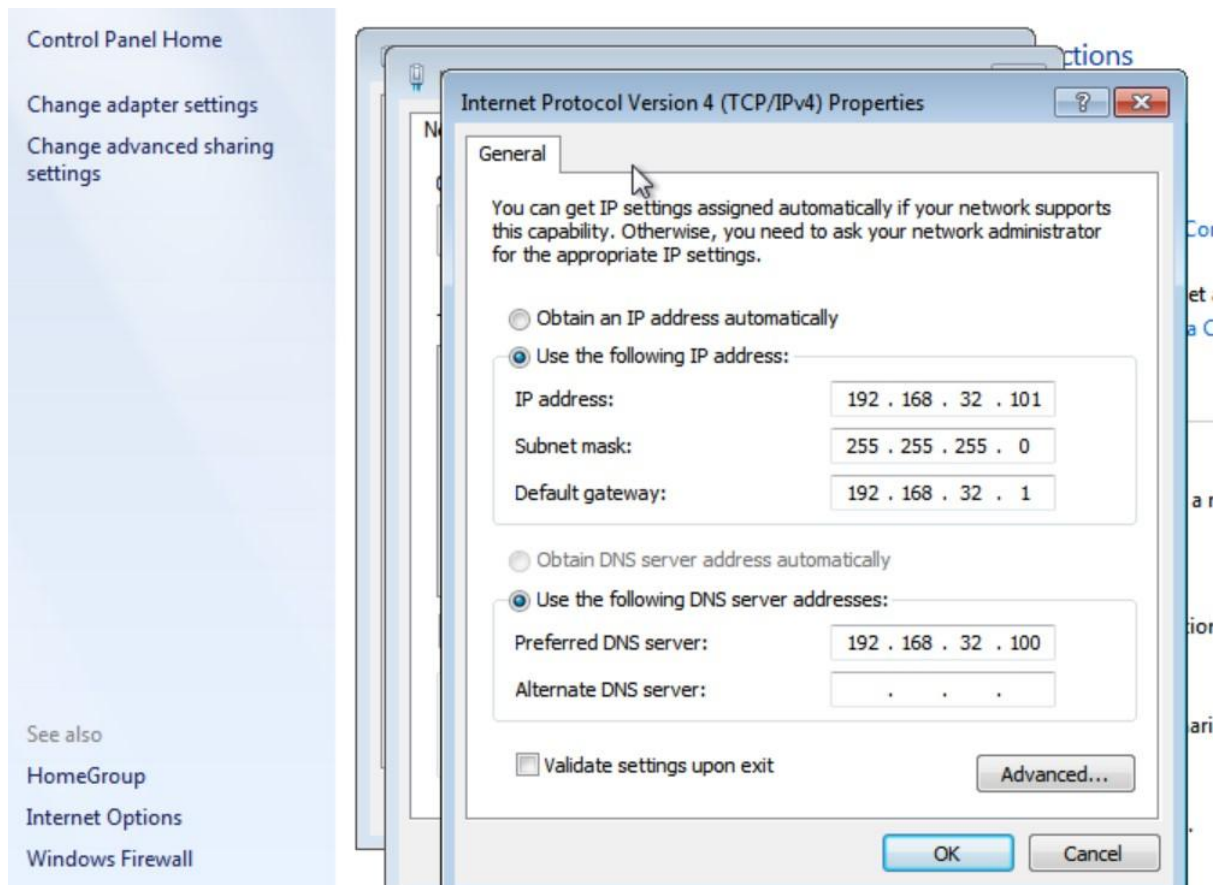 Control Panel Home
Change adapter settings
Change advanced sharing
settings
See also
HomeGroup
Internet Options
Windows Firewall
Internet Protocol Version 4 (TCP/IPv4) Properties
General
You can get IP settings assigned automatically if your network supports
this capability. Otherwise, you need to ask your network administrator
for the appropriate IP settings.
Obtain an IP address automatically
Use the following IP address:
IP address: 192 . 168 . 32 . 101
Subnet mask: 255 . 255 . 255 . 0
Default gateway: 192 . 168 . 32 . 1
Obtain DNS server address automatically
Use the following DNS server addresses:
Preferred DNS server: 192 . 168 . 32 . 100
Alternate DNS server: . . .
Validate settings upon exit
Advanced...
OK
Cancel